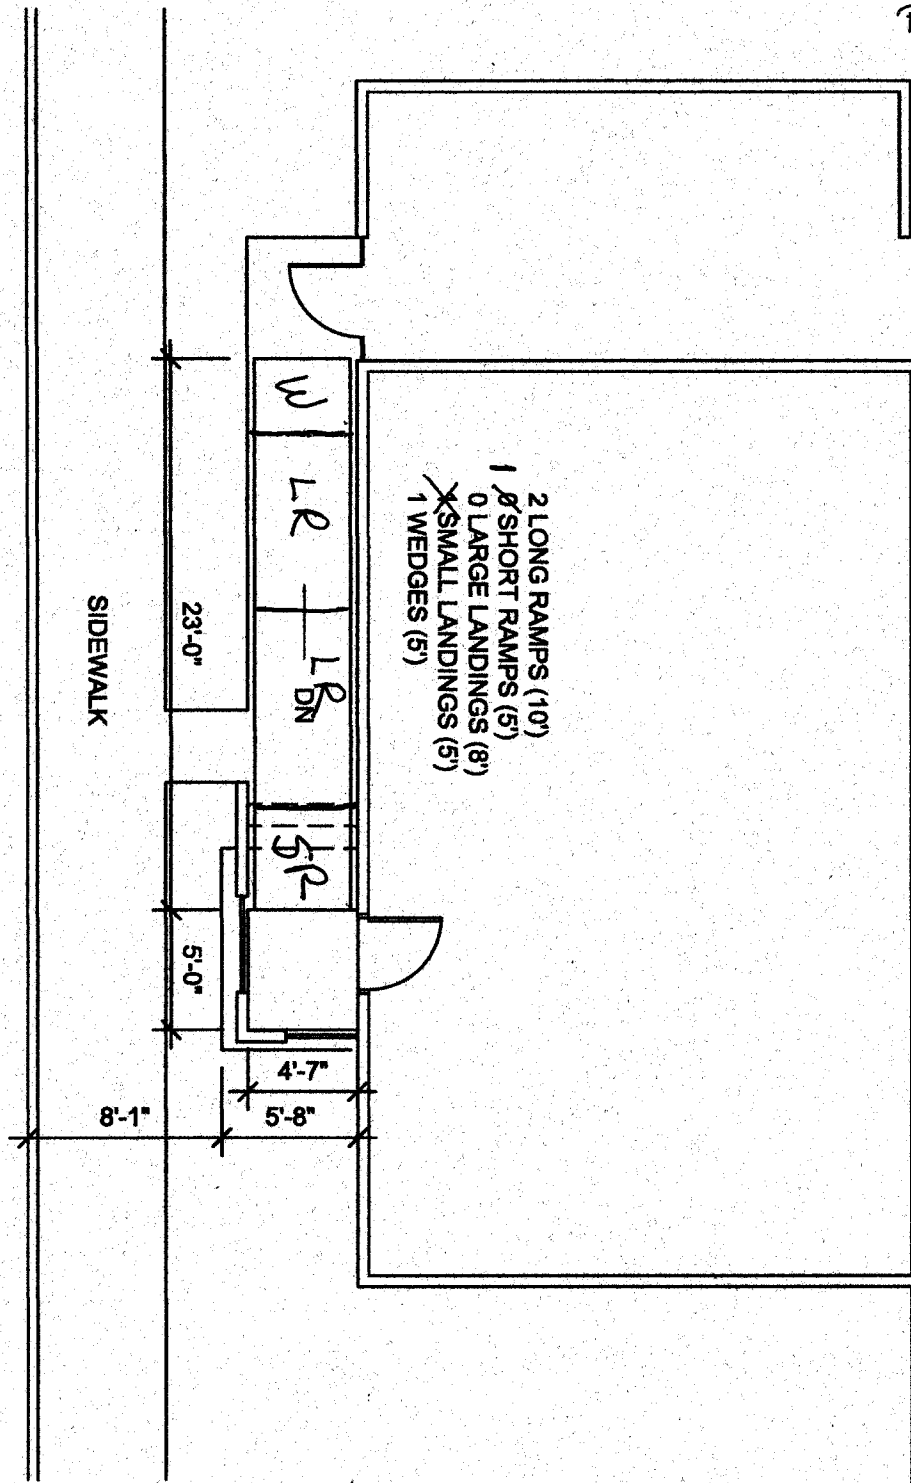 2 LONG RAMPS (10')
1 0 SHORT RAMPS (5')
0 LARGE LANDINGS (8')
SMALL LANDINGS (5')
1 WEDGES (5')
W
LR
LR
DN
SR
23'-0"
5'-0"
SIDEWALK
4'-7"
5'-8"
8'-1"